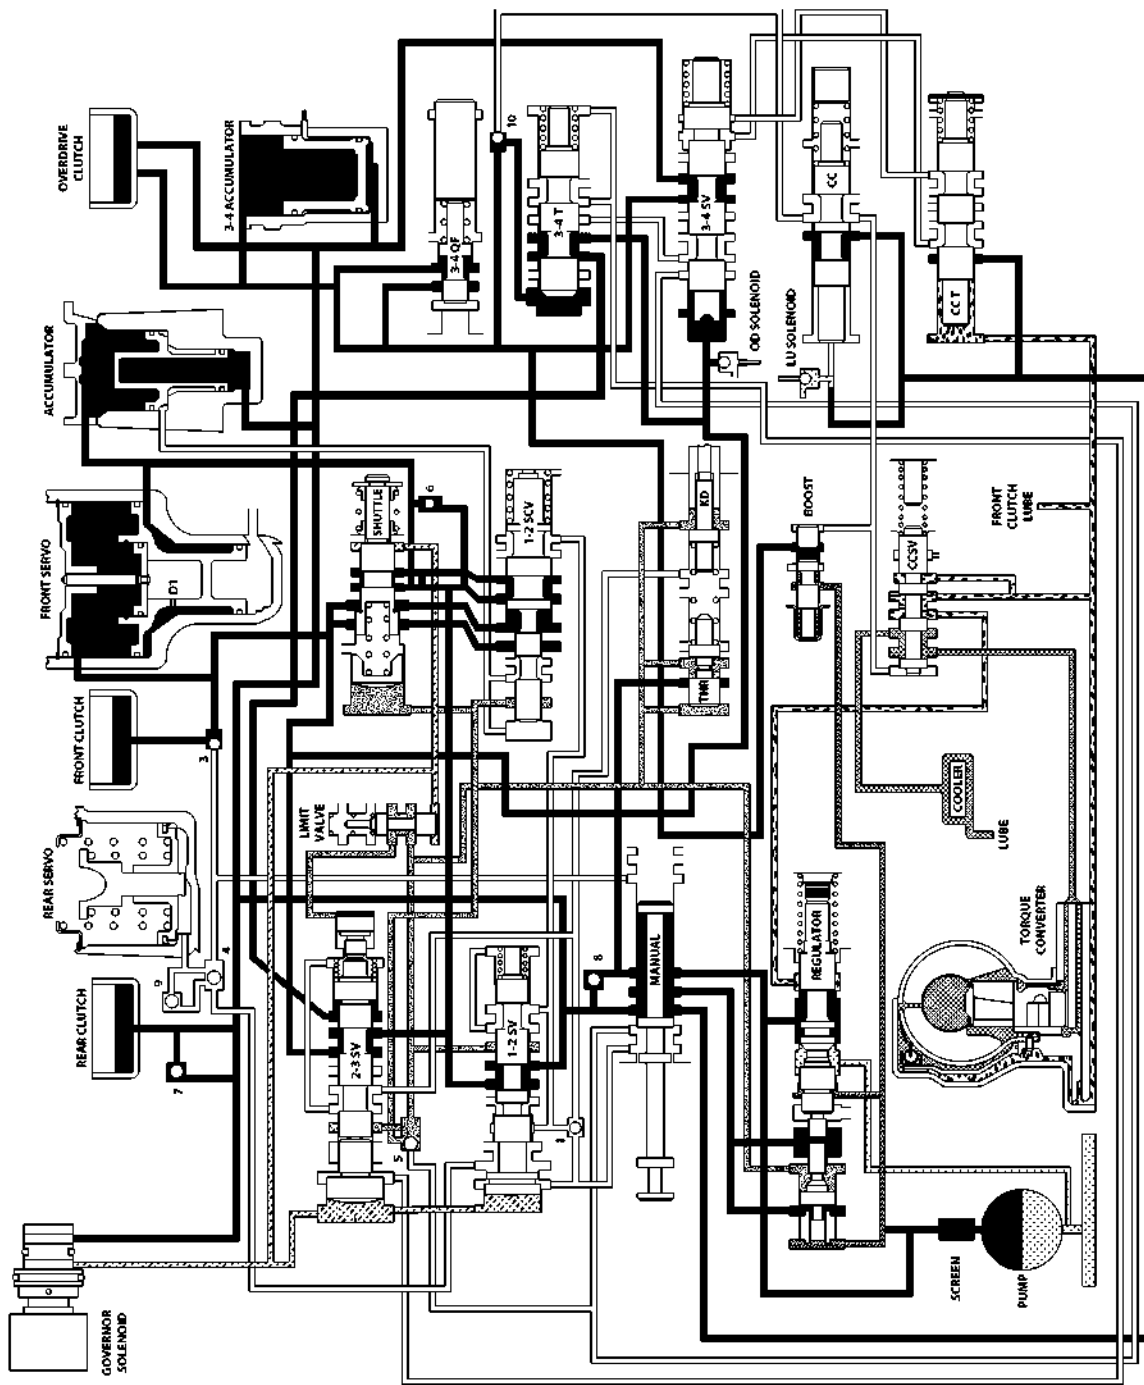 GOVERNOR
SOLENOID
REAR CLUTCH
7
REAR SERVO
9
4
FRONT CLUTCH
3
FRONT SERVO
D1
ACCUMULATOR
OVERDRIVE
CLUTCH
3-4 ACCUMULATOR
2-3 SV
5
LIMIT
VALVE
SHUTTLE
6
3-4 QF
10
1-2 SV
1
1-2 SCV
3-4 T
8
MANUAL
THR
KD
3-4 SV
OD SOLENOID
REGULATOR
BOOST
LU SOLENOID
CC
CCSV
CC T
SCREEN
PUMP
TORQUE
CONVERTER
COOLER
LUBE
FRONT
CLUTCH
LUBE